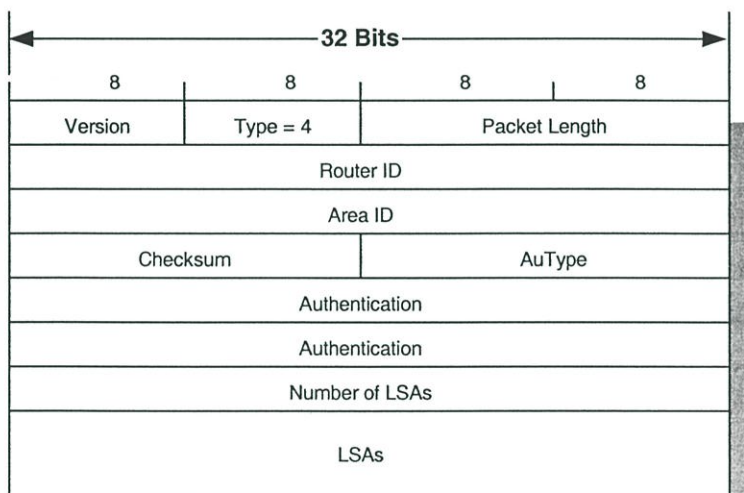 32 Bits
8 8 8 8
Version Type = 4 Packet Length
Router ID
Area ID
Checksum AuType
Authentication
Authentication
Number of LSAs
LSAs